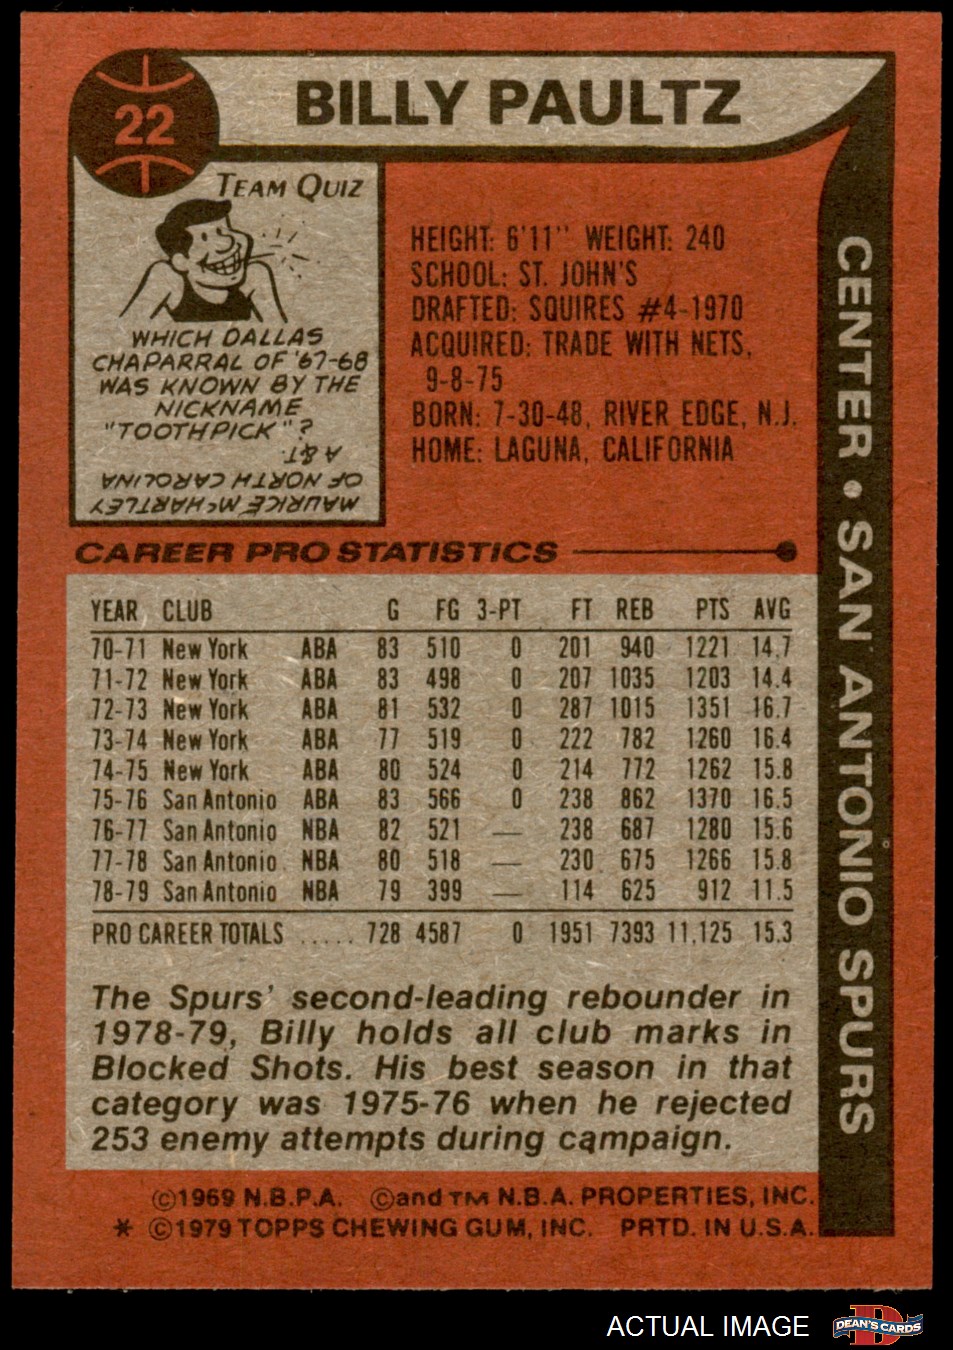 22
BILLY PAULTZ
TEAM QUIZ
WHICH DALLAS
CHAPARRAL OF '67-68
WAS KNOWN BY THE
NICKNAME
"TOOTHPICK"?
MAURICE McHARTLEY
OF NORTH CAROLINA
A&T.
HEIGHT: 6'11" WEIGHT: 240
SCHOOL: ST. JOHN'S
DRAFTED: SQUIRES #4-1970
ACQUIRED: TRADE WITH NETS,
9-8-75
BORN: 7-30-48, RIVER EDGE, N.J.
HOME: LAGUNA, CALIFORNIA
CENTER • SAN ANTONIO SPURS
CAREER PRO STATISTICS
YEAR CLUB G FG 3-PT FT REB PTS AVG
70-71 New York ABA 83 510 0 201 940 1221 14.7
71-72 New York ABA 83 498 0 207 1035 1203 14.4
72-73 New York ABA 81 532 0 287 1015 1351 16.7
73-74 New York ABA 77 519 0 222 782 1260 16.4
74-75 New York ABA 80 524 0 214 772 1262 15.8
75-76 San Antonio ABA 83 566 0 238 862 1370 16.5
76-77 San Antonio NBA 82 521 — 238 687 1280 15.6
77-78 San Antonio NBA 80 518 — 230 675 1266 15.8
78-79 San Antonio NBA 79 399 — 114 625 912 11.5
PRO CAREER TOTALS ..... 728 4587 0 1951 7393 11,125 15.3
The Spurs' second-leading rebounder in
1978-79, Billy holds all club marks in
Blocked Shots. His best season in that
category was 1975-76 when he rejected
253 enemy attempts during campaign.
©1969 N.B.P.A. ©and TM N.B.A. PROPERTIES, INC.
* ©1979 TOPPS CHEWING GUM, INC. PRTD. IN U.S.A.
ACTUAL IMAGE
D
DEAN'S CARDS